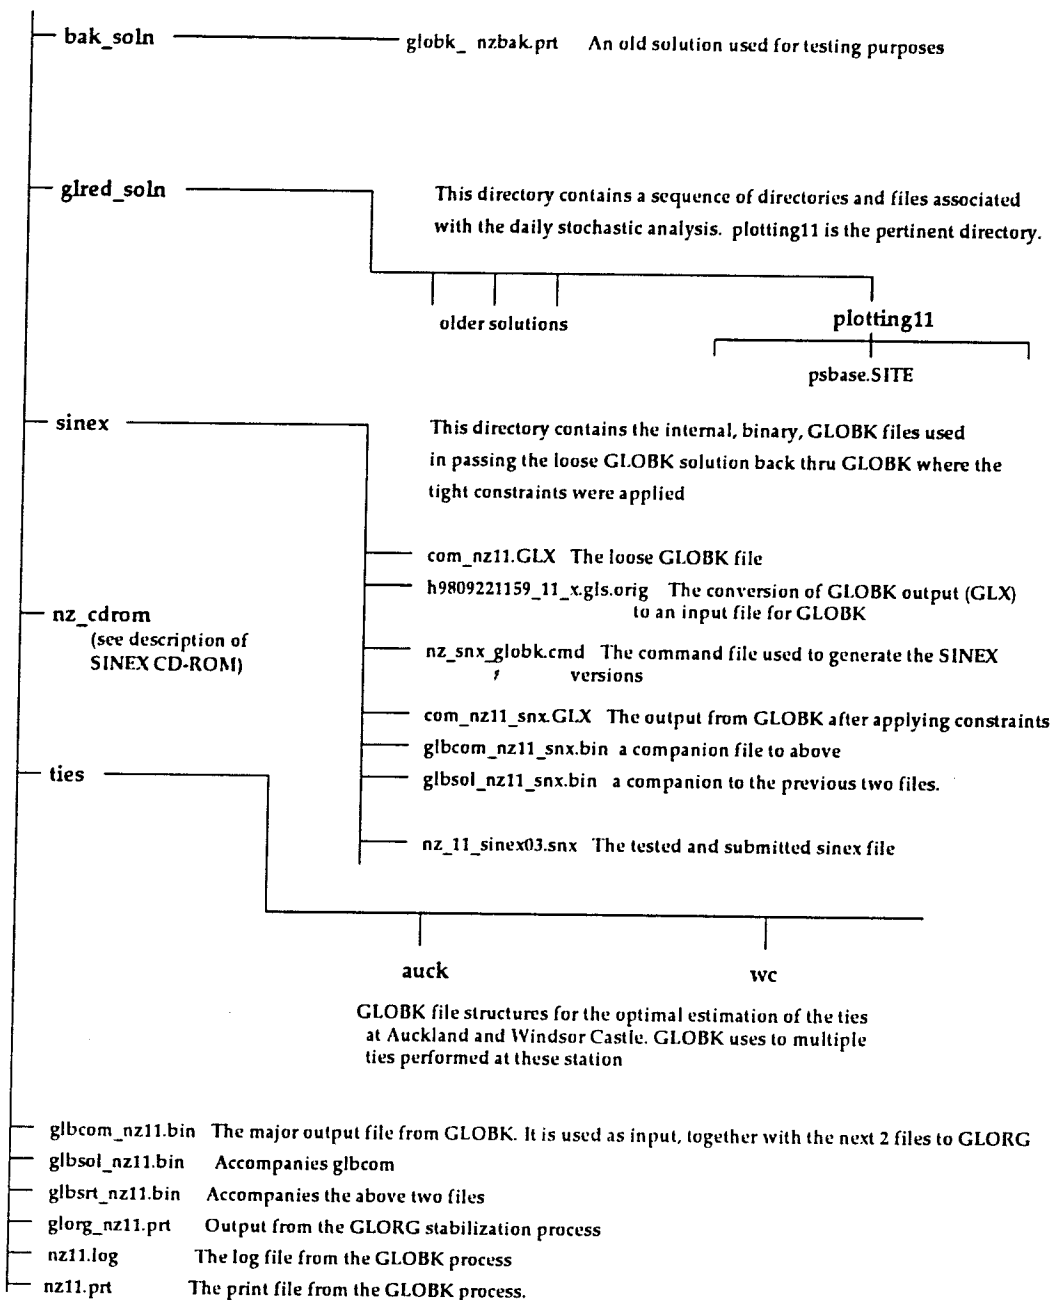 bak_soln globk_ nzbak.prt An old solution used for testing purposes
glred_soln
This directory contains a sequence of directories and files associated
with the daily stochastic analysis. plotting11 is the pertinent directory.
older solutions
plotting11
psbase.SITE
sinex
This directory contains the internal, binary, GLOBK files used
in passing the loose GLOBK solution back thru GLOBK where the
tight constraints were applied
com_nz11.GLX The loose GLOBK file
h9809221159_11_x.gls.orig The conversion of GLOBK output (GLX)
to an input file for GLOBK
nz_cdrom
(see description of
SINEX CD-ROM)
nz_snx_globk.cmd The command file used to generate the SINEX
versions
com_nz11_snx.GLX The output from GLOBK after applying constraints
glbcom_nz11_snx.bin a companion file to above
ties
glbsol_nz11_snx.bin a companion to the previous two files.
nz_11_sinex03.snx The tested and submitted sinex file
auck wc
GLOBK file structures for the optimal estimation of the ties
at Auckland and Windsor Castle. GLOBK uses to multiple
ties performed at these station
glbcom_nz11.bin The major output file from GLOBK. It is used as input, together with the next 2 files to GLORG
glbsol_nz11.bin Accompanies glbcom
glbsrt_nz11.bin Accompanies the above two files
glorg_nz11.prt Output from the GLORG stabilization process
nz11.log The log file from the GLOBK process
nz11.prt The print file from the GLOBK process.